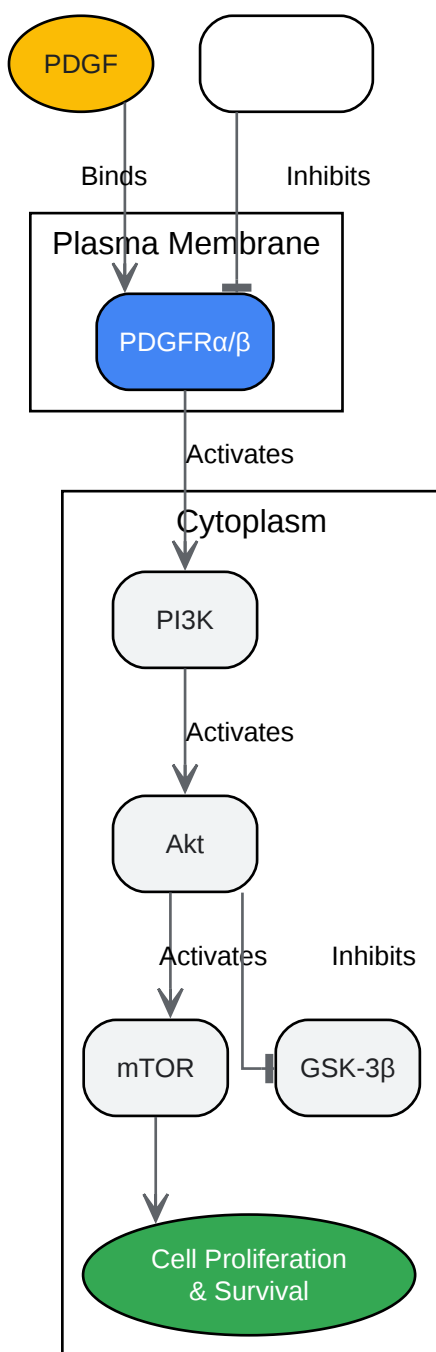 PDGF
Binds
Inhibits
Plasma Membrane
PDGFRα/β
Activates
Cytoplasm
PI3K
Activates
Akt
Activates
Inhibits
mTOR
GSK-3β
Cell Proliferation
& Survival